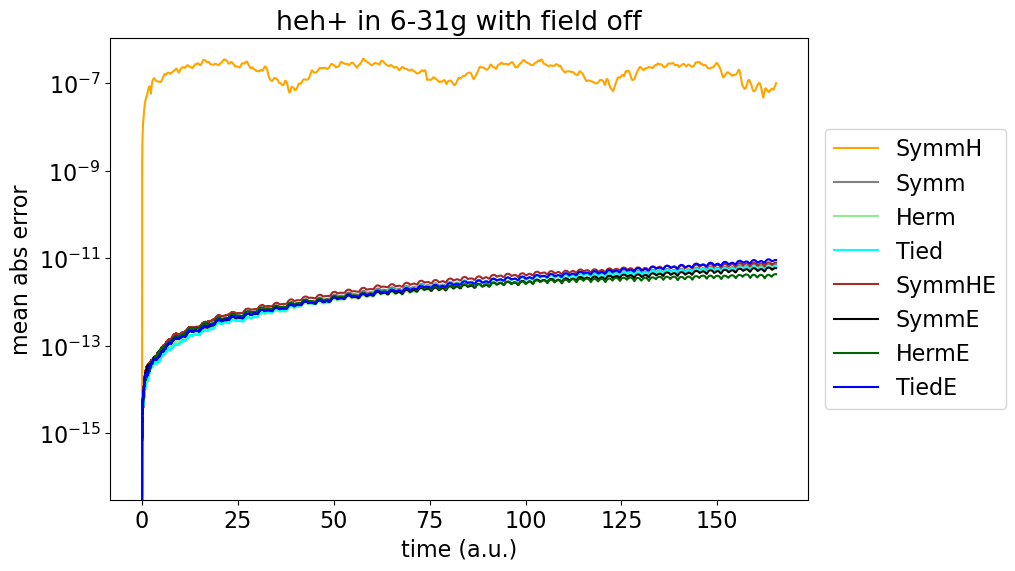 heh+ in 6-31g with field off
mean abs error
10⁻⁷
10⁻⁹
10⁻¹¹
10⁻¹³
10⁻¹⁵
0 25 50 75 100 125 150
time (a.u.)
SymmH
Symm
Herm
Tied
SymmHE
SymmE
HermE
TiedE